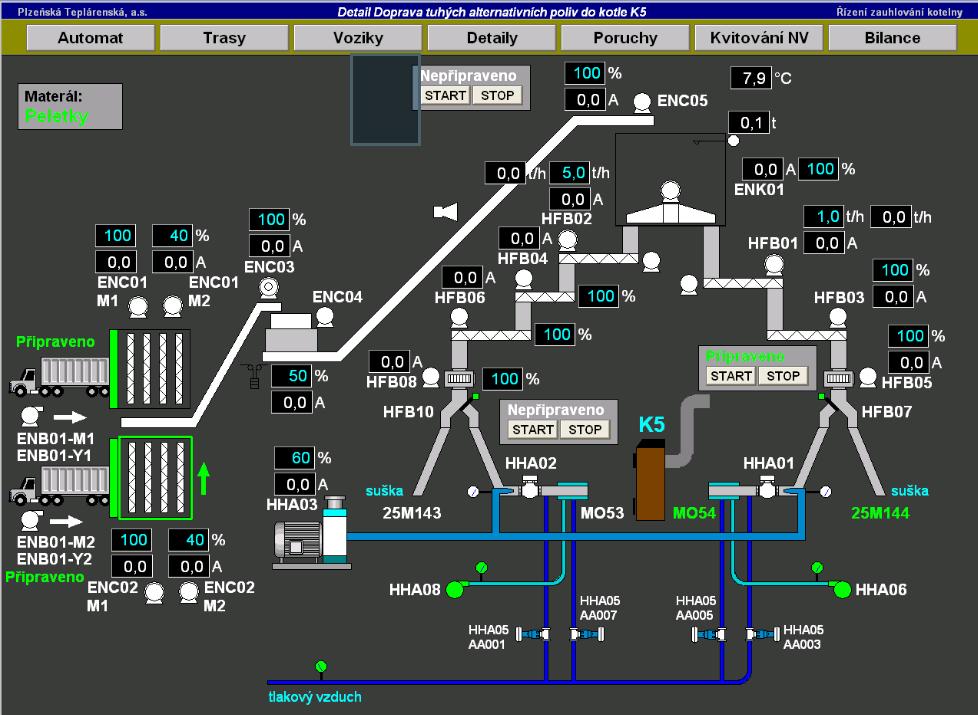 Plzeňská Teplárenská, a.s.
Detail Doprava tuhých alternativních poliv do kotle K5
Řízení zauhlování kotelny
Automat
Trasy
Voziky
Detaily
Poruchy
Kvitování NV
Bilance
Materál:
Peletky
Nepřipraveno
START STOP
100 %
0,0 A
ENC05
7,9 °C
0,1 t
0,0 t/h 5,0 t/h
0,0 A
HFB02
0,0 A 100 %
ENK01
1,0 t/h 0,0 t/h
HFB01 0,0 A
100 40 %
0,0 0,0 A
ENC01 M1
ENC01 M2
100 %
0,0 A
ENC03
ENC04
0,0 A
HFB04
0,0 A
HFB06
100 %
100 %
100 %
0,0 A
HFB03
100 %
0,0 A
HFB05
Připraveno
50 %
0,0 A
0,0 A
HFB08
100 %
HFB10
Připraveno
START STOP
HFB07
Nepřipraveno
START STOP
K5
ENB01-M1
ENB01-Y1
60 %
0,0 A
HHA03
HHA02
HHA01
suška
25M143
MO53
MO54
suška
25M144
ENB01-M2
ENB01-Y2
Připraveno
100 40 %
0,0 0,0 A
ENC02 M1
ENC02 M2
HHA08
HHA06
HHA05 AA001
HHA05 AA007
HHA05 AA005
HHA05 AA003
tlakový vzduch